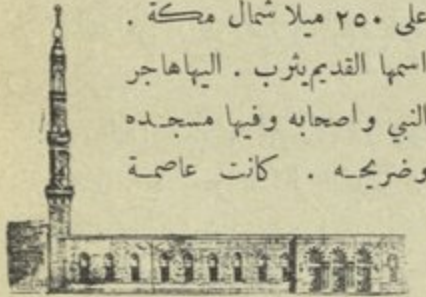 على ٢٥٠ ميلا شمال مكة .
اسمها القديم يثرب . اليها هاجر
النبي واصحابه وفيها مسجده
وضريحه . كانت عاصمة